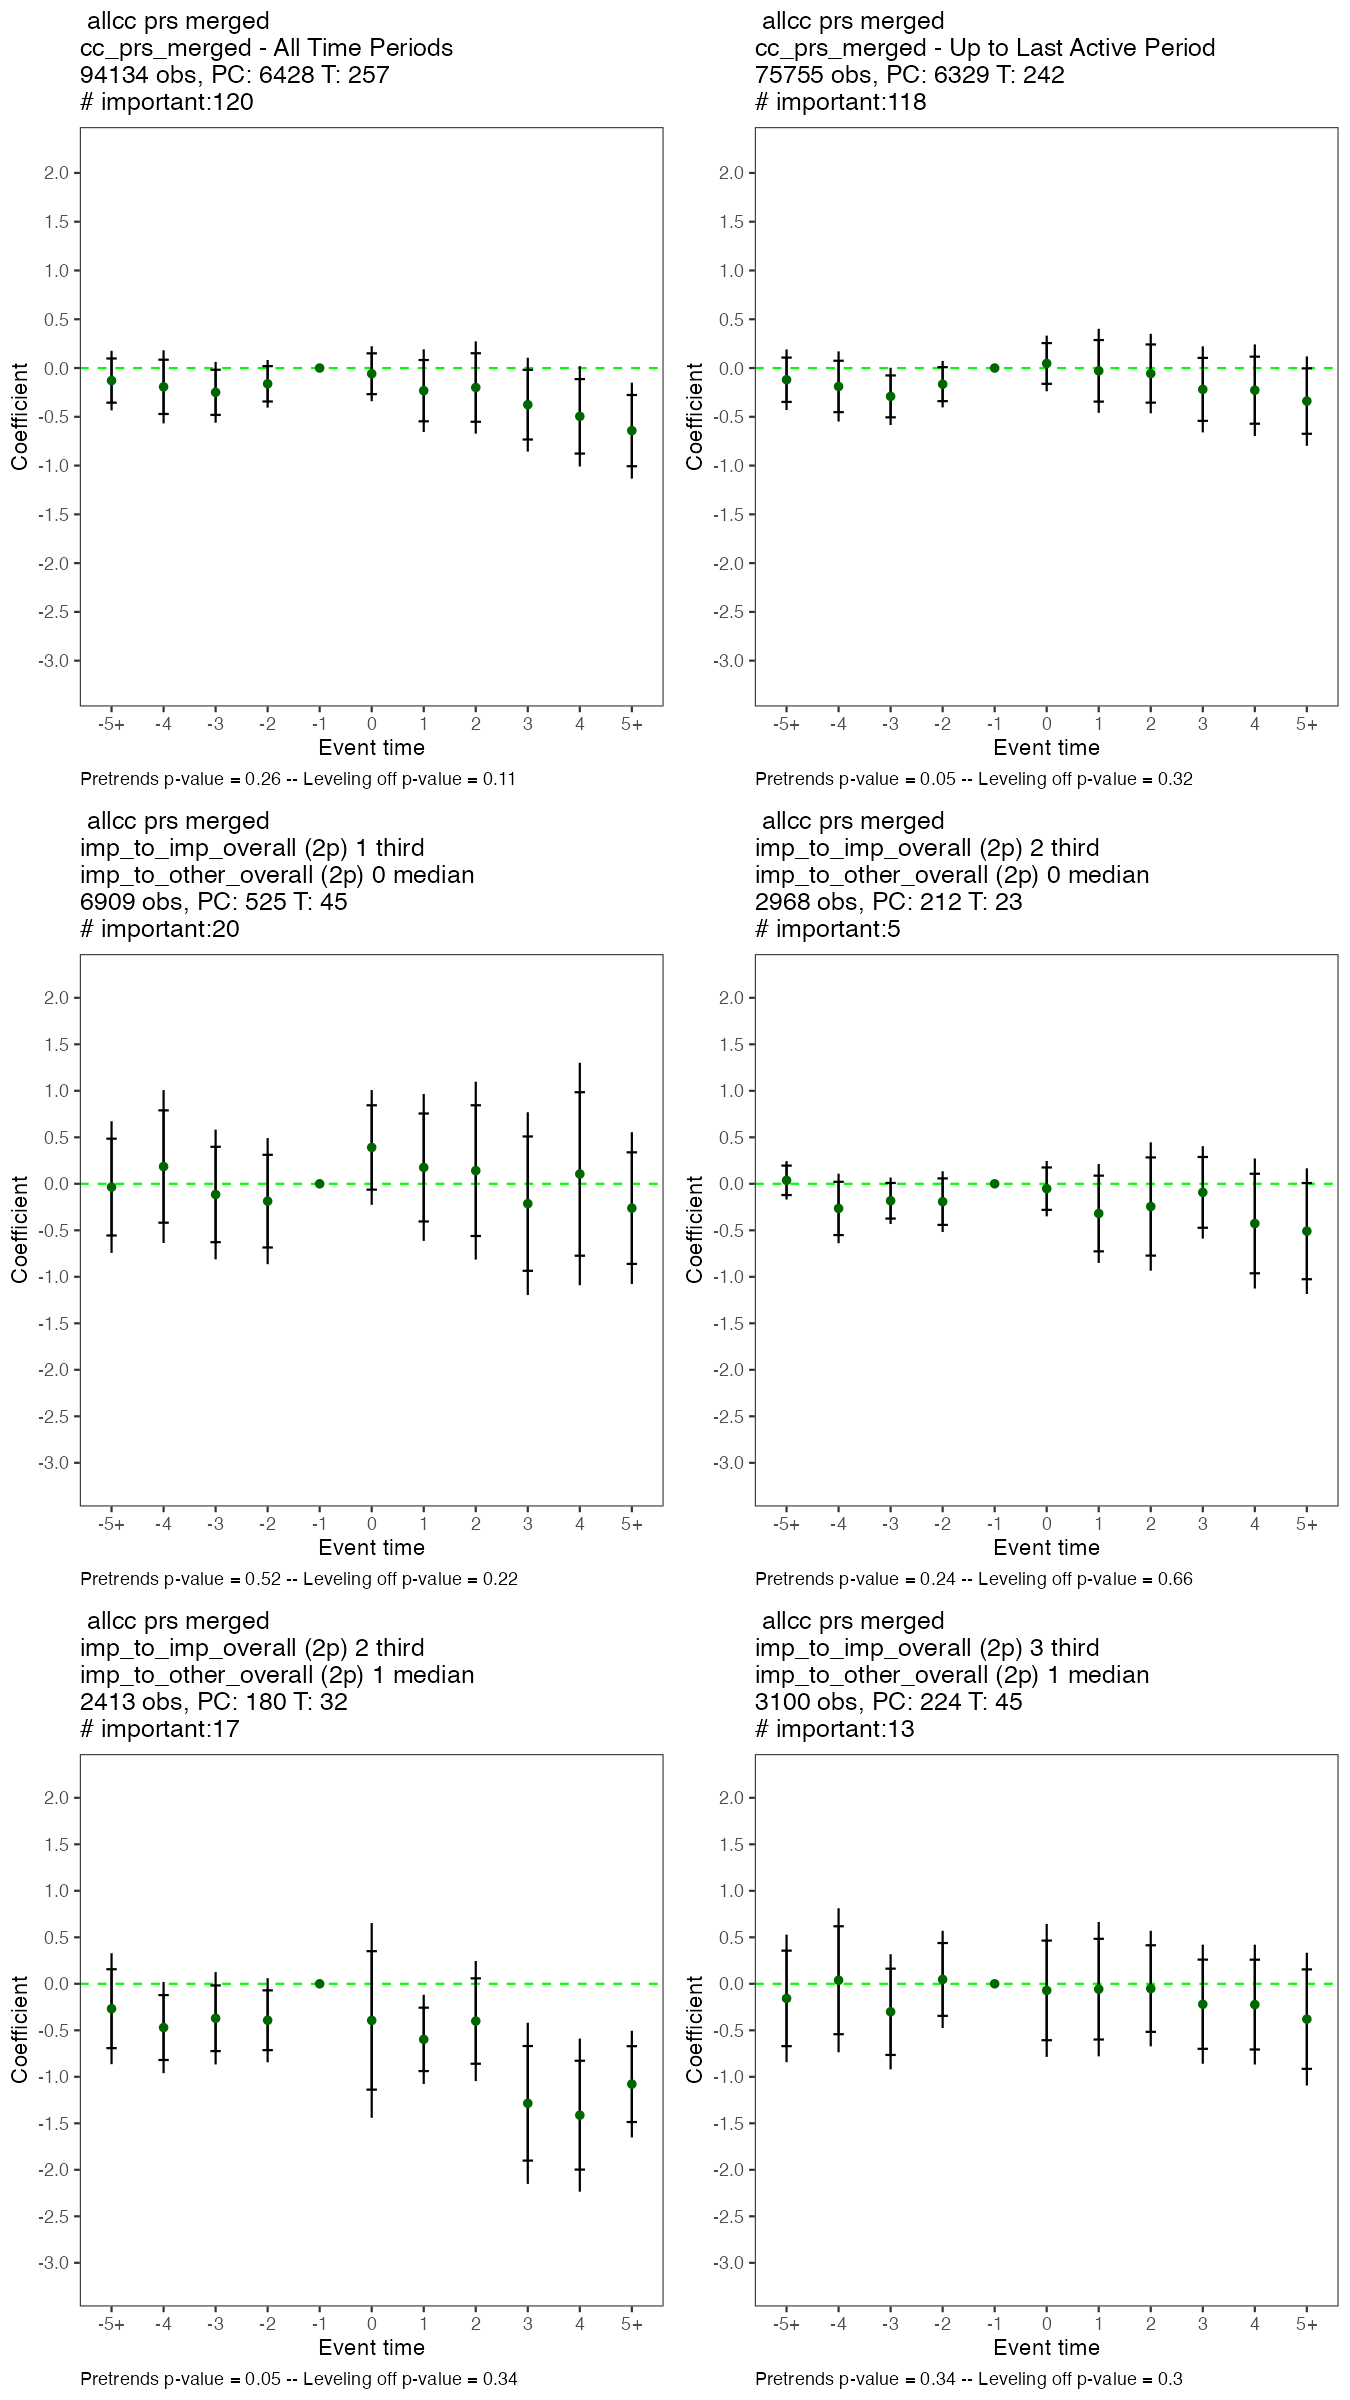 allcc prs merged
cc_prs_merged - All Time Periods
94134 obs, PC: 6428 T: 257
# important:120
2.0
1.5
1.0
0.5
0.0
-0.5
-1.0
-1.5
-2.0
-2.5
-3.0
Coefficient
-5+ -4 -3 -2 -1 0 1 2 3 4 5+
Event time
Pretrends p-value = 0.26 -- Leveling off p-value = 0.11
allcc prs merged
cc_prs_merged - Up to Last Active Period
75755 obs, PC: 6329 T: 242
# important:118
2.0
1.5
1.0
0.5
0.0
-0.5
-1.0
-1.5
-2.0
-2.5
-3.0
Coefficient
-5+ -4 -3 -2 -1 0 1 2 3 4 5+
Event time
Pretrends p-value = 0.05 -- Leveling off p-value = 0.32
allcc prs merged
imp_to_imp_overall (2p) 1 third
imp_to_other_overall (2p) 0 median
6909 obs, PC: 525 T: 45
# important:20
2.0
1.5
1.0
0.5
0.0
-0.5
-1.0
-1.5
-2.0
-2.5
-3.0
Coefficient
-5+ -4 -3 -2 -1 0 1 2 3 4 5+
Event time
Pretrends p-value = 0.52 -- Leveling off p-value = 0.22
allcc prs merged
imp_to_imp_overall (2p) 2 third
imp_to_other_overall (2p) 0 median
2968 obs, PC: 212 T: 23
# important:5
2.0
1.5
1.0
0.5
0.0
-0.5
-1.0
-1.5
-2.0
-2.5
-3.0
Coefficient
-5+ -4 -3 -2 -1 0 1 2 3 4 5+
Event time
Pretrends p-value = 0.24 -- Leveling off p-value = 0.66
allcc prs merged
imp_to_imp_overall (2p) 2 third
imp_to_other_overall (2p) 1 median
2413 obs, PC: 180 T: 32
# important:17
2.0
1.5
1.0
0.5
0.0
-0.5
-1.0
-1.5
-2.0
-2.5
-3.0
Coefficient
-5+ -4 -3 -2 -1 0 1 2 3 4 5+
Event time
Pretrends p-value = 0.05 -- Leveling off p-value = 0.34
allcc prs merged
imp_to_imp_overall (2p) 3 third
imp_to_other_overall (2p) 1 median
3100 obs, PC: 224 T: 45
# important:13
2.0
1.5
1.0
0.5
0.0
-0.5
-1.0
-1.5
-2.0
-2.5
-3.0
Coefficient
-5+ -4 -3 -2 -1 0 1 2 3 4 5+
Event time
Pretrends p-value = 0.34 -- Leveling off p-value = 0.3